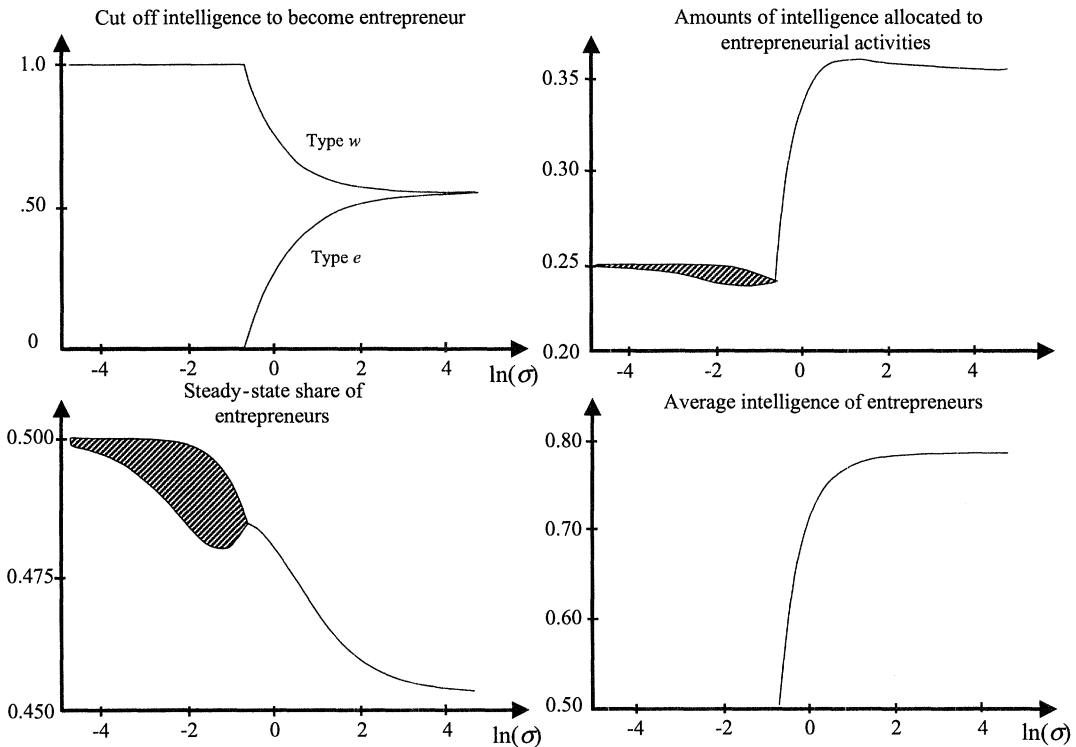 Cut off intelligence to become entrepreneur
1.0
.50
0
Type w
Type e
-4 -2 0 2 4
ln(σ)
Amounts of intelligence allocated to
entrepreneurial activities
0.35
0.30
0.25
0.20
-4 -2 0 2 4
ln(σ)
Steady-state share of
entrepreneurs
0.500
0.475
0.450
-4 -2 0 2 4
ln(σ)
Average intelligence of entrepreneurs
0.80
0.70
0.60
0.50
-4 -2 0 2 4
ln(σ)